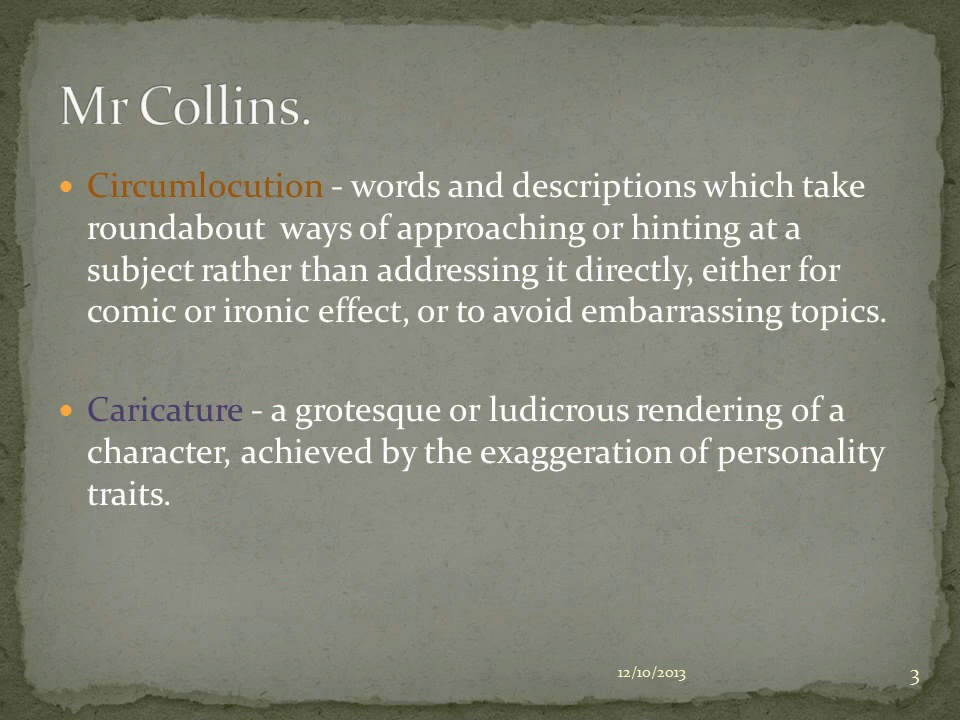 Mr Collins.
• Circumlocution - words and descriptions which take
roundabout  ways of approaching or hinting at a
subject rather than addressing it directly, either for
comic or ironic effect, or to avoid embarrassing topics.
• Caricature - a grotesque or ludicrous rendering of a
character, achieved by the exaggeration of personality
traits.
12/10/2013
3